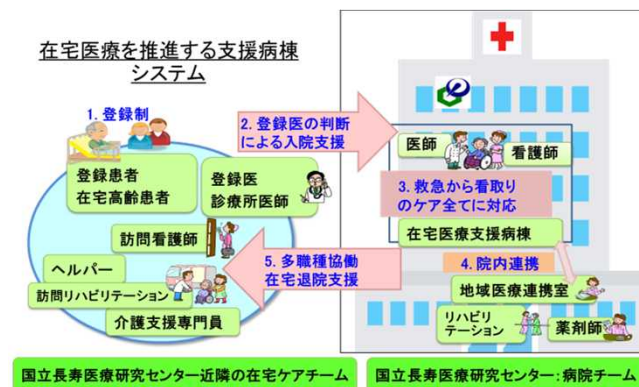 在宅医療を推進する支援病棟
システム
1. 登録制
登録患者
在宅高齢患者
登録医
診療所医師
訪問看護師
ヘルパー
訪問リハビリテーション
介護支援専門員
2. 登録医の判断
による入院支援
5. 多職種協働
在宅退院支援
医師
看護師
3. 救急から看取り
のケア全てに対応
在宅医療支援病棟
4. 院内連携
地域医療連携室
リハビリ
テーション
薬剤師
国立長寿医療研究センター近隣の在宅ケアチーム
国立長寿医療研究センター：病院チーム